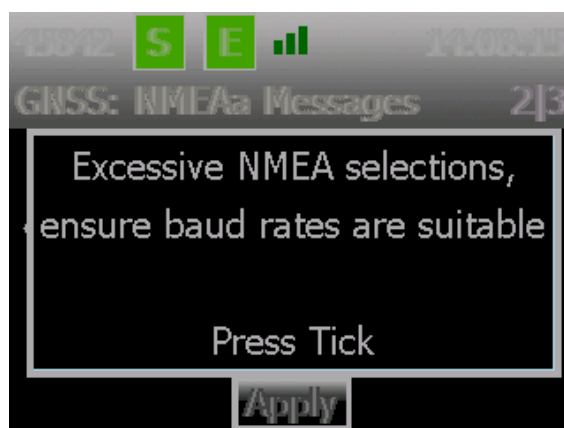 45842 S E 14:08:15
GNSS: NMEAa Messages 2|3
Excessive NMEA selections,
ensure baud rates are suitable
Press Tick
Apply